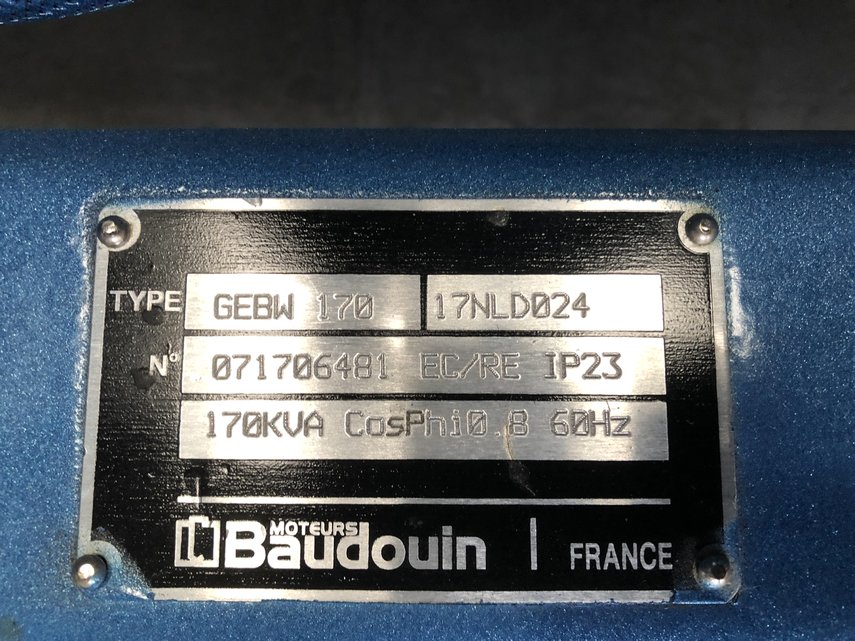 TYPE GEBW 170 17NLD024
N° 071706481 EC/RE IP23
170KVA CosPhi0.8 60Hz
MOTEURS
Baudouin FRANCE